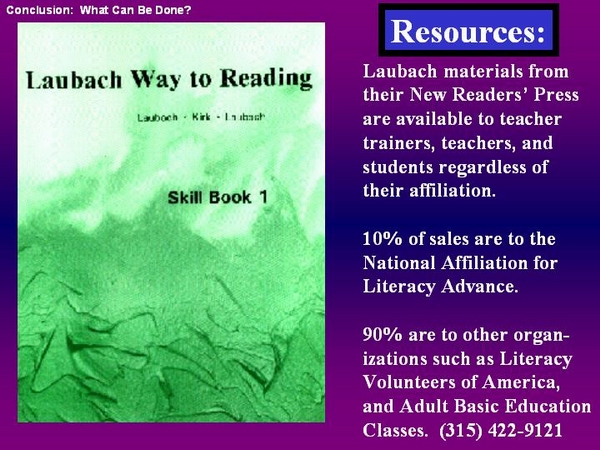 Conclusion: What Can Be Done?
Resources:
Laubach Way to Reading
Laubach - Kirk - Laubach
Skill Book 1
Laubach materials from
their New Readers' Press
are available to teacher
trainers, teachers, and
students regardless of
their affiliation.
10% of sales are to the
National Affiliation for
Literacy Advance.
90% are to other organ-
izations such as Literacy
Volunteers of America,
and Adult Basic Education
Classes. (315) 422-9121